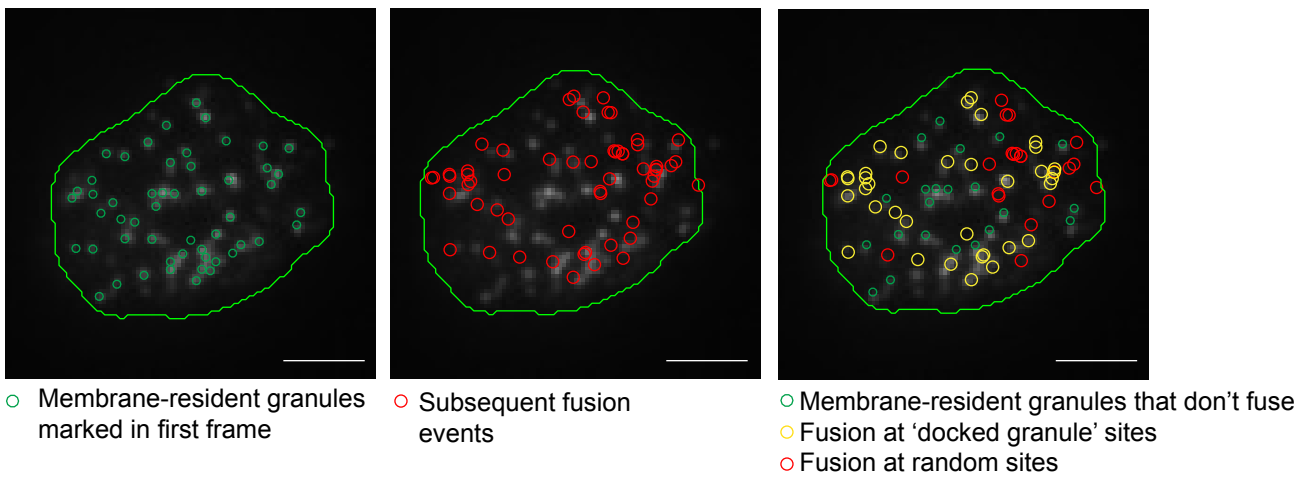 Membrane-resident granules
marked in first frame
Subsequent fusion
events
Membrane-resident granules that don't fuse
Fusion at ‘docked granule’ sites
Fusion at random sites